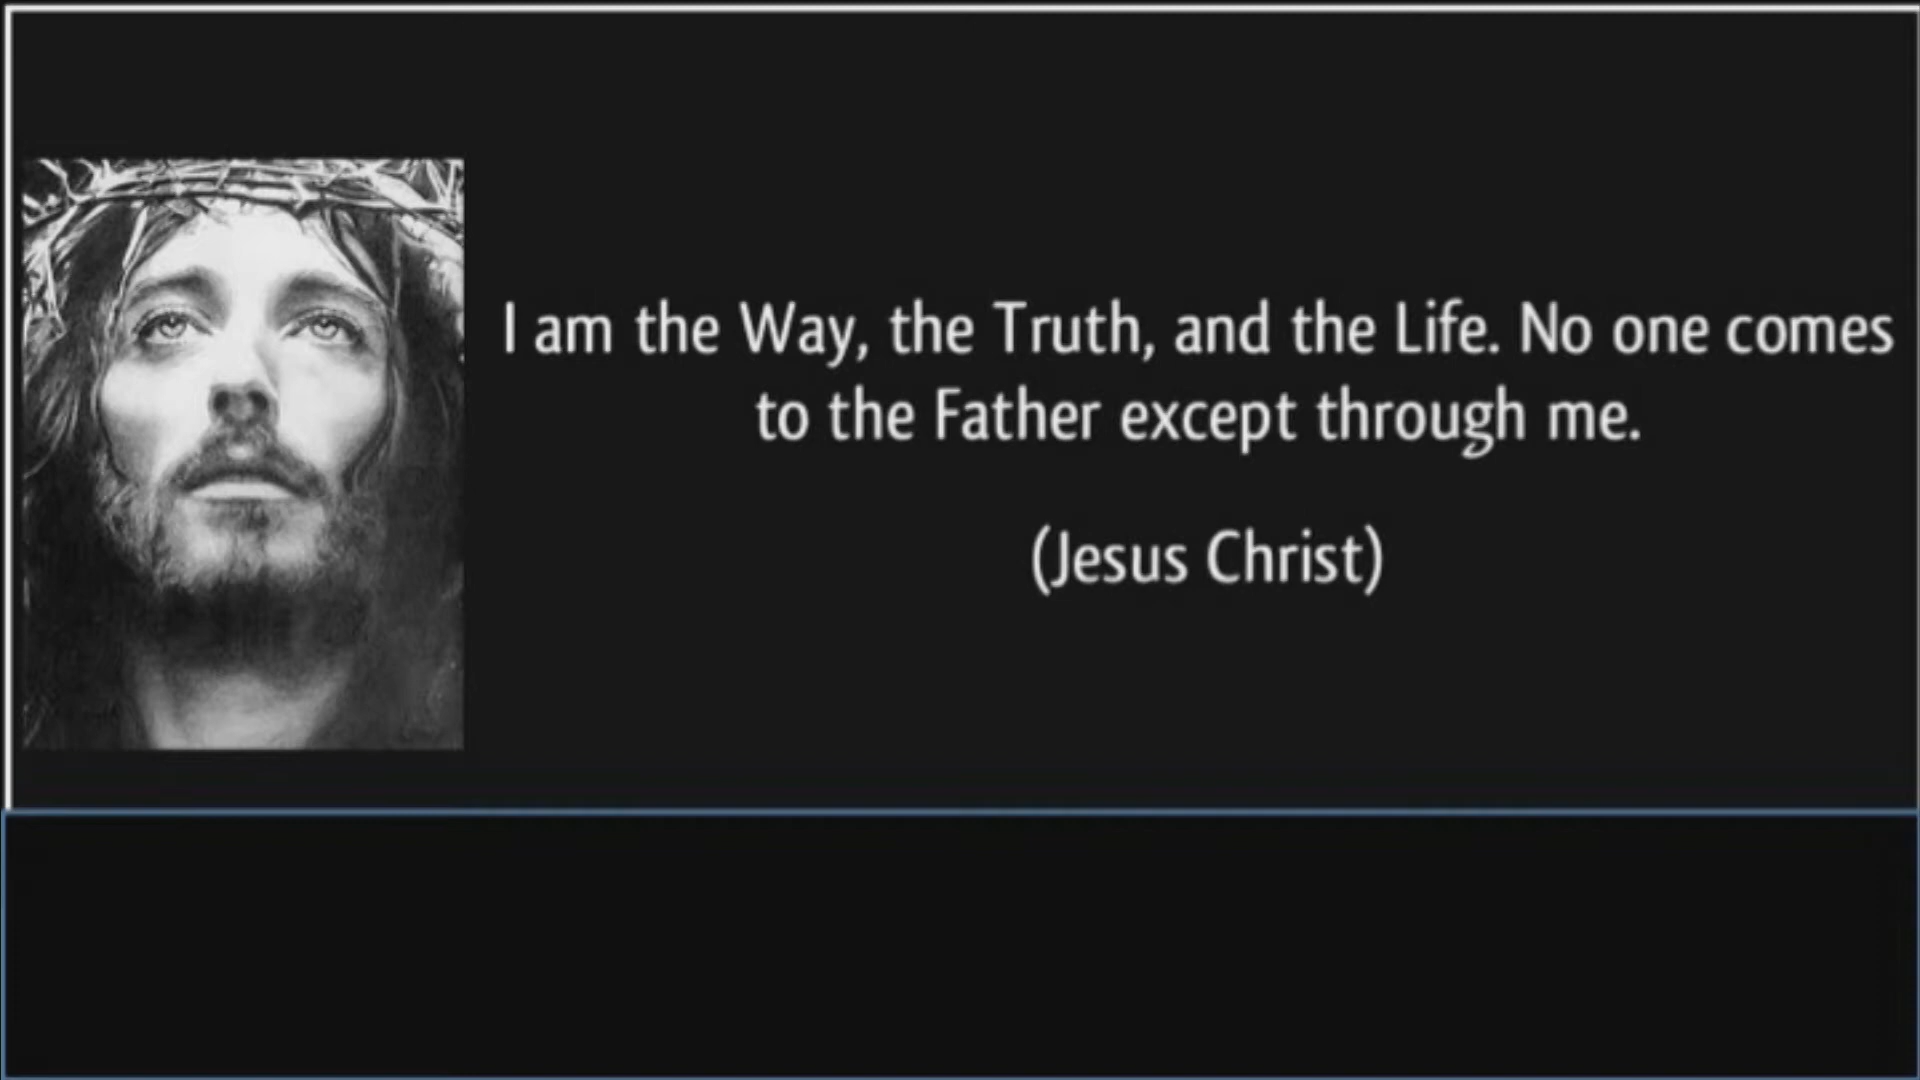 I am the Way, the Truth, and the Life. No one comes
to the Father except through me.
(Jesus Christ)